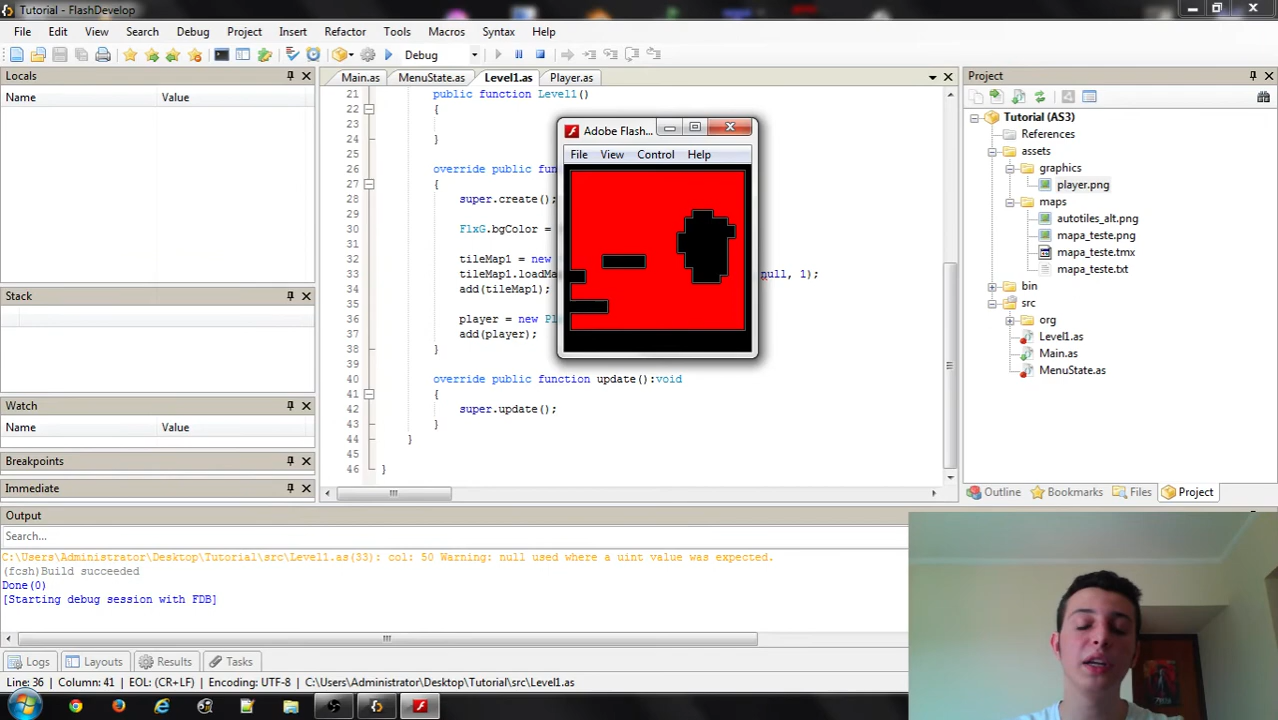 Tutorial - FlashDevelop
File Edit View Search Debug Project Insert Refactor Tools Macros Syntax Help
Debug
Locals
Name Value
Stack
Name
Watch
Name Value
Breakpoints
Immediate
Main.as MenuState.as Level1.as Player.as
21 public function Level1()
22 {
23
24 }
25
26 override public fun
27 {
28 super.create();
29
30 FlxG.bgColor =
31
32 tileMap1 = new
33 tileMap1.loadMa null, 1);
34 add(tileMap1);
35
36 player = new Pl
37 add(player);
38 }
39
40 override public function update():void
41 {
42 super.update();
43 }
44 }
45
46 }
Adobe Flash...
File View Control Help
Project
Tutorial (AS3)
References
assets
graphics
player.png
maps
autotiles_alt.png
mapa_teste.png
mapa_teste.tmx
mapa_teste.txt
bin
src
org
Level1.as
Main.as
MenuState.as
Outline Bookmarks Files Project
Output
Search...
C:\Users\Administrator\Desktop\Tutorial\src\Level1.as(33): col: 50 Warning: null used where a uint value was expected.
(fcsh)Build succeeded
Done(0)
[Starting debug session with FDB]
Logs Layouts Results Tasks
Line: 36 Column: 41 EOL: (CR+LF) Encoding: UTF-8 C:\Users\Administrator\Desktop\Tutorial\src\Level1.as